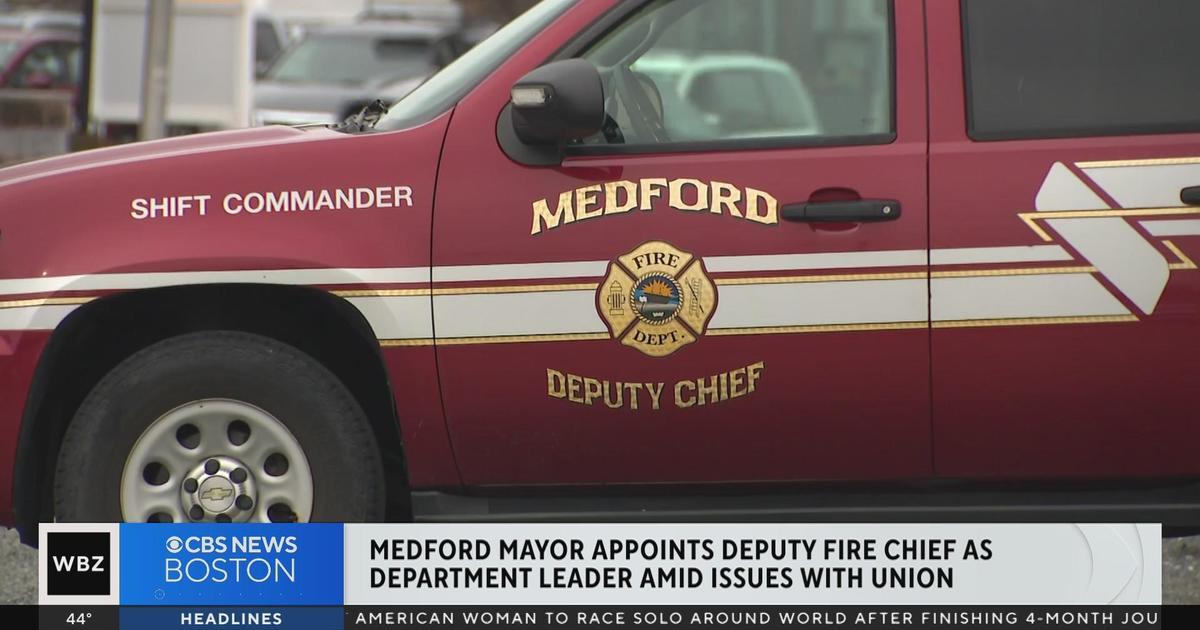 SHIFT COMMANDER
MEDFORD
FIRE
DEPT.
DEPUTY CHIEF
WBZ
CBS NEWS
BOSTON
MEDFORD MAYOR APPOINTS DEPUTY FIRE CHIEF AS
DEPARTMENT LEADER AMID ISSUES WITH UNION
44°
HEADLINES
AMERICAN WOMAN TO RACE SOLO AROUND WORLD AFTER FINISHING 4-MONTH JOU